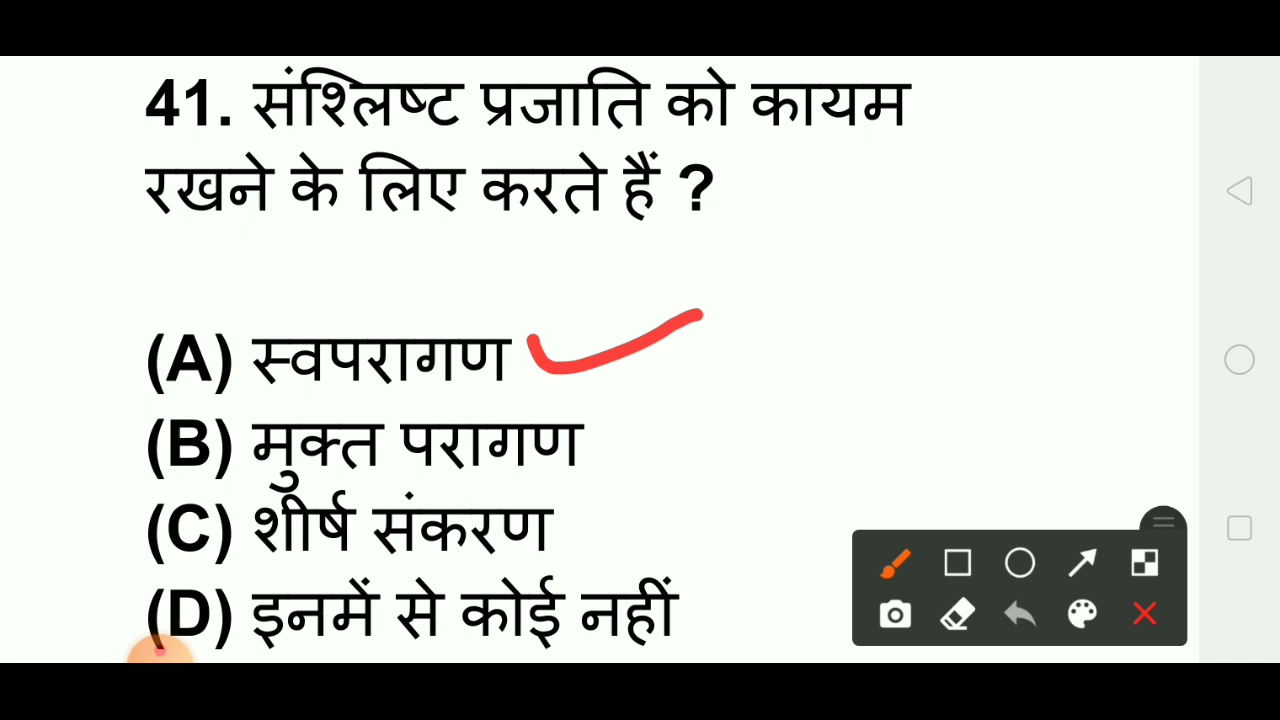 41. संश्लिष्ट प्रजाति को कायम
रखने के लिए करते हैं ?
(A) स्वपरागण
(B) मुक्त परागण
(C) शीर्ष संकरण
(D) इनमें से कोई नहीं